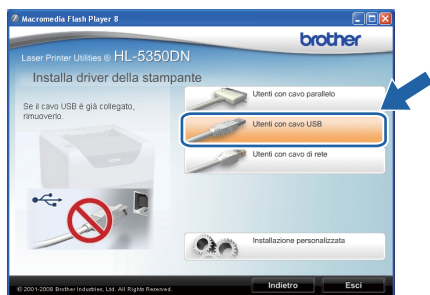 Macromedia Flash Player 8
brother
Laser Printer Utilities © HL-5350DN
Installa driver della stampante
Se il cavo USB è già collegato,
rimuoverlo.
Utenti con cavo parallelo
Utenti con cavo USB
Utenti con cavo di rete
Installazione personalizzata
© 2001-2008 Brother Industries, Ltd. All Rights Reserved.
Indietro
Esci